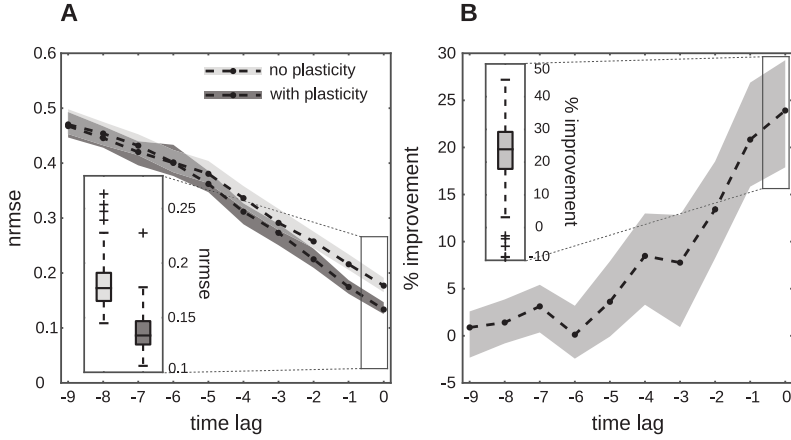 A
0.6
0.5
0.4
0.3
0.2
0.1
0
nrmse
no plasticity
with plasticity
0.25
0.2
0.15
0.1
nrmse
-9 -8 -7 -6 -5 -4 -3 -2 -1 0
time lag
B
30
25
20
15
10
5
0
-5
% improvement
50
40
30
20
10
0
-10
% improvement
-9 -8 -7 -6 -5 -4 -3 -2 -1 0
time lag